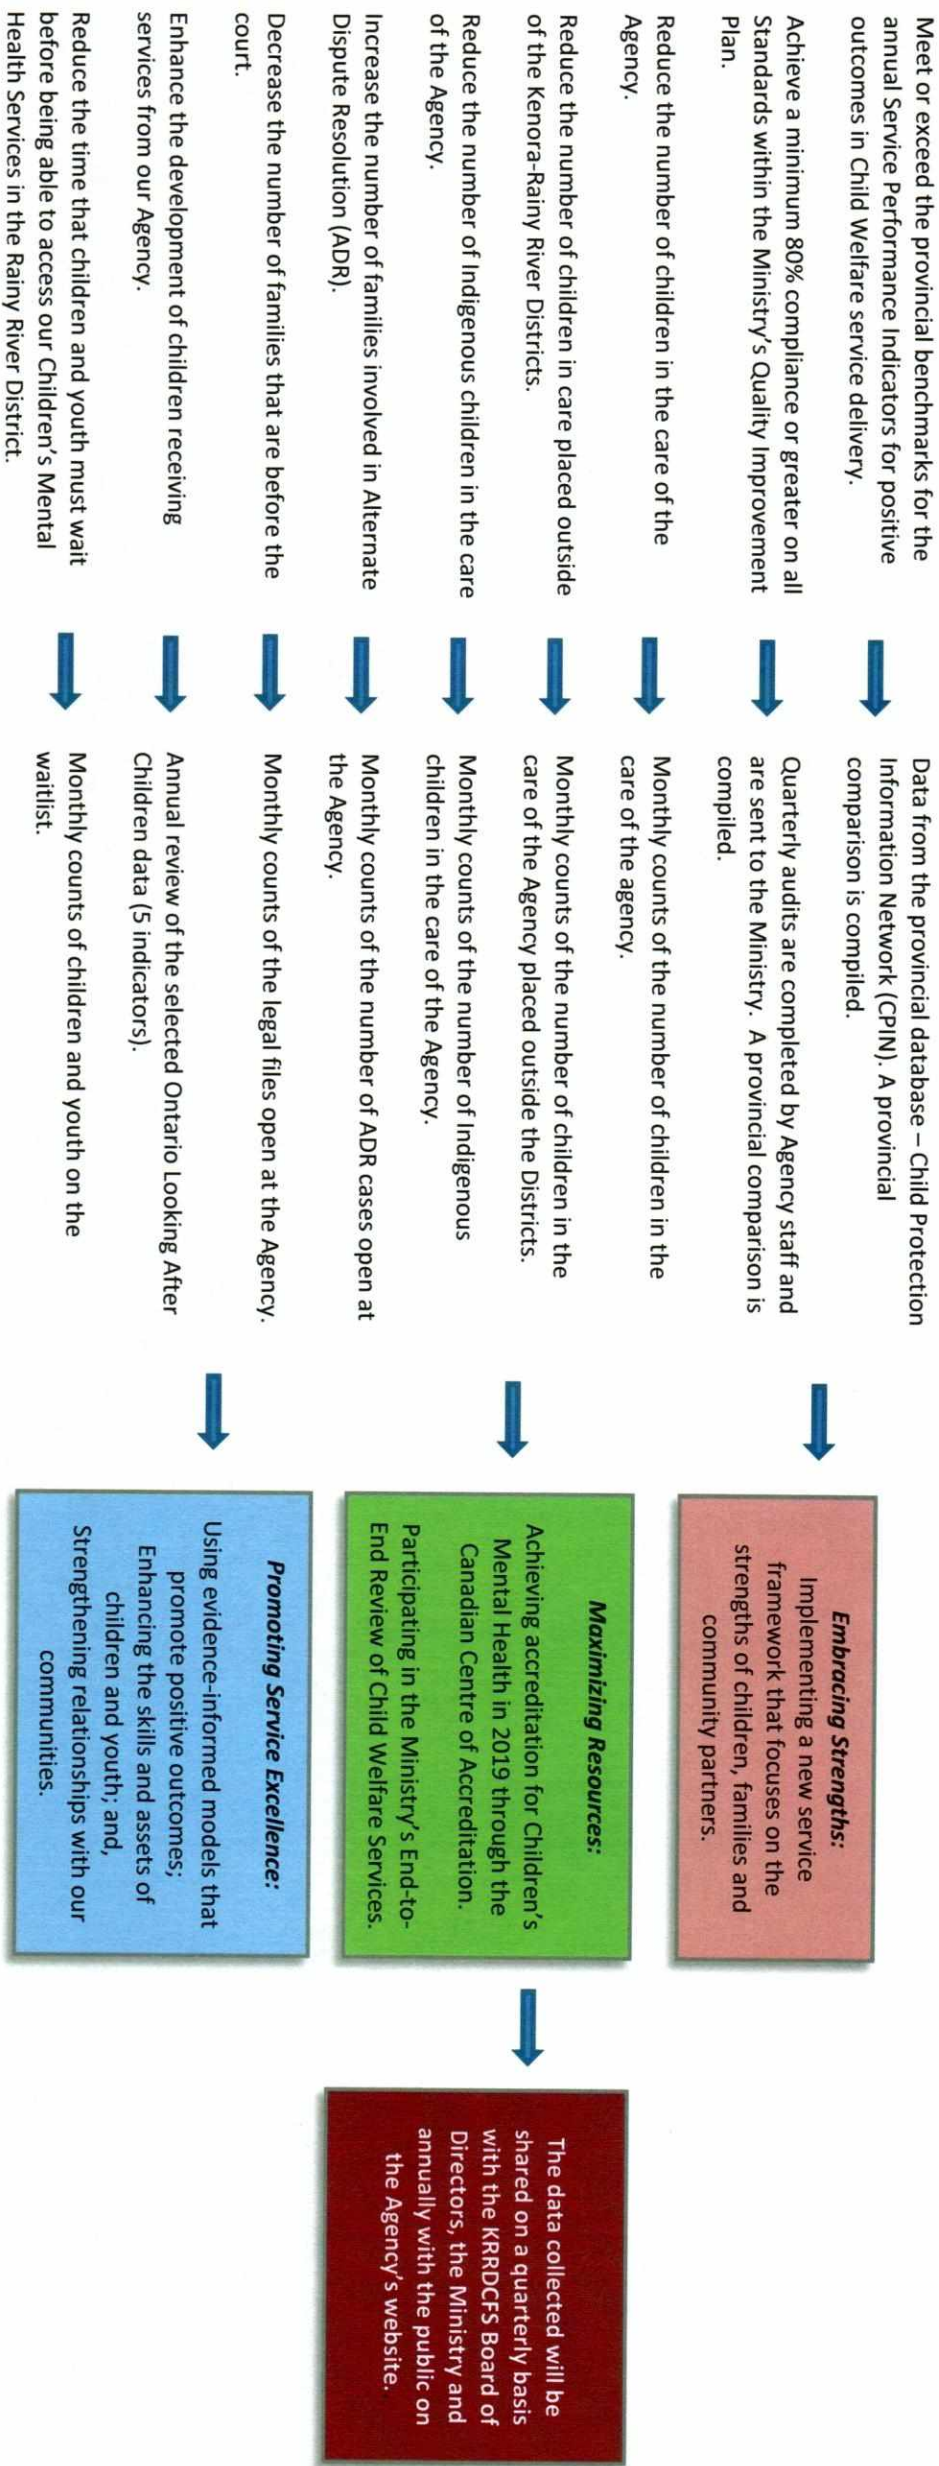 Meet or exceed the provincial benchmarks for the
annual Service Performance Indicators for positive
outcomes in Child Welfare service delivery.
Data from the provincial database – Child Protection
Information Network (CPIN). A provincial
comparison is compiled.
Achieve a minimum 80% compliance or greater on all
Standards within the Ministry's Quality Improvement
Plan.
Quarterly audits are completed by Agency staff and
are sent to the Ministry. A provincial comparison is
compiled.
Reduce the number of children in the care of the
Agency.
Monthly counts of the number of children in the
care of the agency.
Reduce the number of children in care placed outside
of the Kenora-Rainy River Districts.
Monthly counts of the number of children in the
care of the Agency placed outside the Districts.
Reduce the number of Indigenous children in the care
of the Agency.
Monthly counts of the number of Indigenous
children in the care of the Agency.
Increase the number of families involved in Alternate
Dispute Resolution (ADR).
Monthly counts of the number of ADR cases open at
the Agency.
Decrease the number of families that are before the
court.
Monthly counts of the legal files open at the Agency.
Enhance the development of children receiving
services from our Agency.
Annual review of the selected Ontario Looking After
Children data (5 indicators).
Reduce the time that children and youth must wait
before being able to access our Children's Mental
Health Services in the Rainy River District.
Monthly counts of children and youth on the
waitlist.
Embracing Strengths:
Implementing a new service
framework that focuses on the
strengths of children, families and
community partners.
Maximizing Resources:
Achieving accreditation for Children's
Mental Health in 2019 through the
Canadian Centre of Accreditation.
Participating in the Ministry's End-to-
End Review of Child Welfare Services.
Promoting Service Excellence:
Using evidence-informed models that
promote positive outcomes;
Enhancing the skills and assets of
children and youth; and,
Strengthening relationships with our
communities.
The data collected will be
shared on a quarterly basis
with the KRRDCFS Board of
Directors, the Ministry and
annually with the public on
the Agency's website.